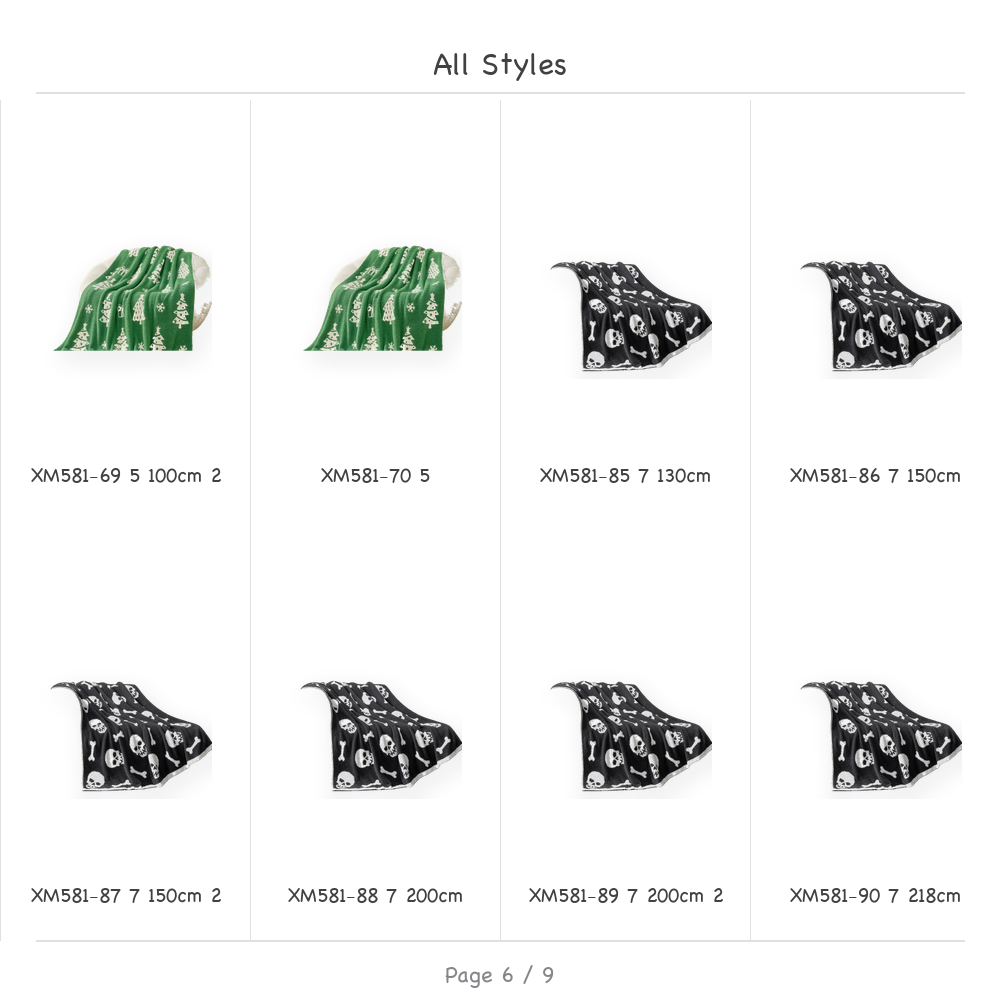 All Styles
XM581-69 5 100cm 2
XM581-70 5
XM581-85 7 130cm
XM581-86 7 150cm
XM581-87 7 150cm 2
XM581-88 7 200cm
XM581-89 7 200cm 2
XM581-90 7 218cm
Page 6 / 9